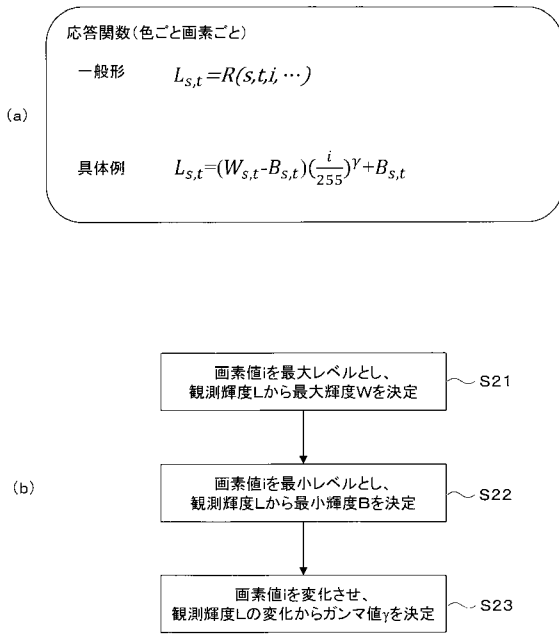 (a)
応答関数(色ごと画素ごと)
一般形 L_{s,t}=R(s,t,i,…)
具体例 L_{s,t}=(W_{s,t}-B_{s,t})(\frac{i}{255})^γ+B_{s,t}
(b)
画素値iを最大レベルとし、
観測輝度Lから最大輝度Wを決定
S21
画素値iを最小レベルとし、
観測輝度Lから最小輝度Bを決定
S22
画素値iを変化させ、
観測輝度Lの変化からガンマ値γを決定
S23